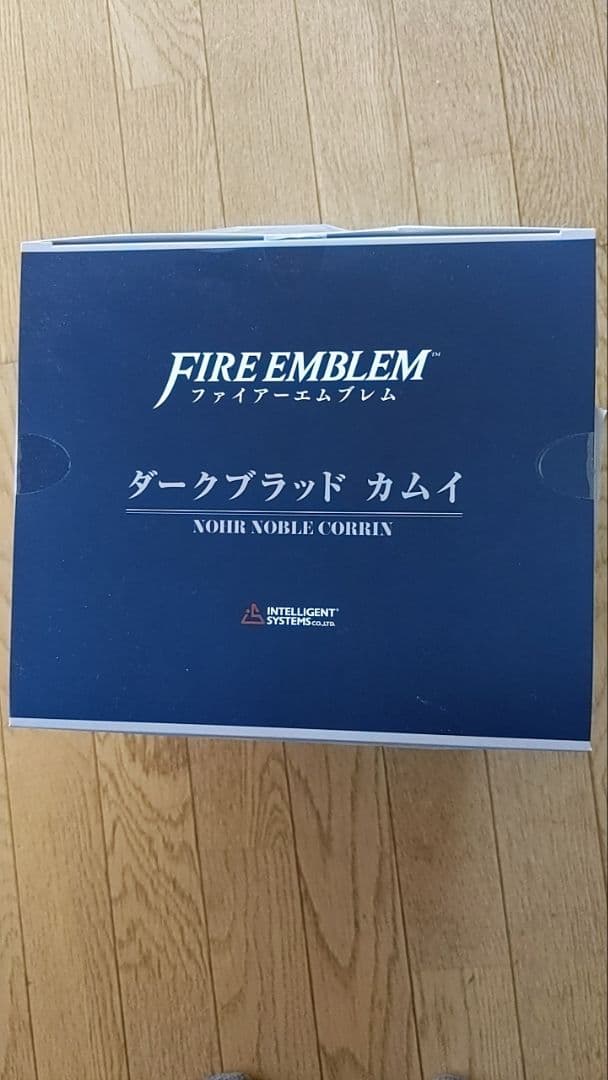 FIRE EMBLEM™
ファイアーエムブレム
ダークブラッド カムイ
NOHR NOBLE CORRIN
INTELLIGENT®
SYSTEMS CO.,LTD.